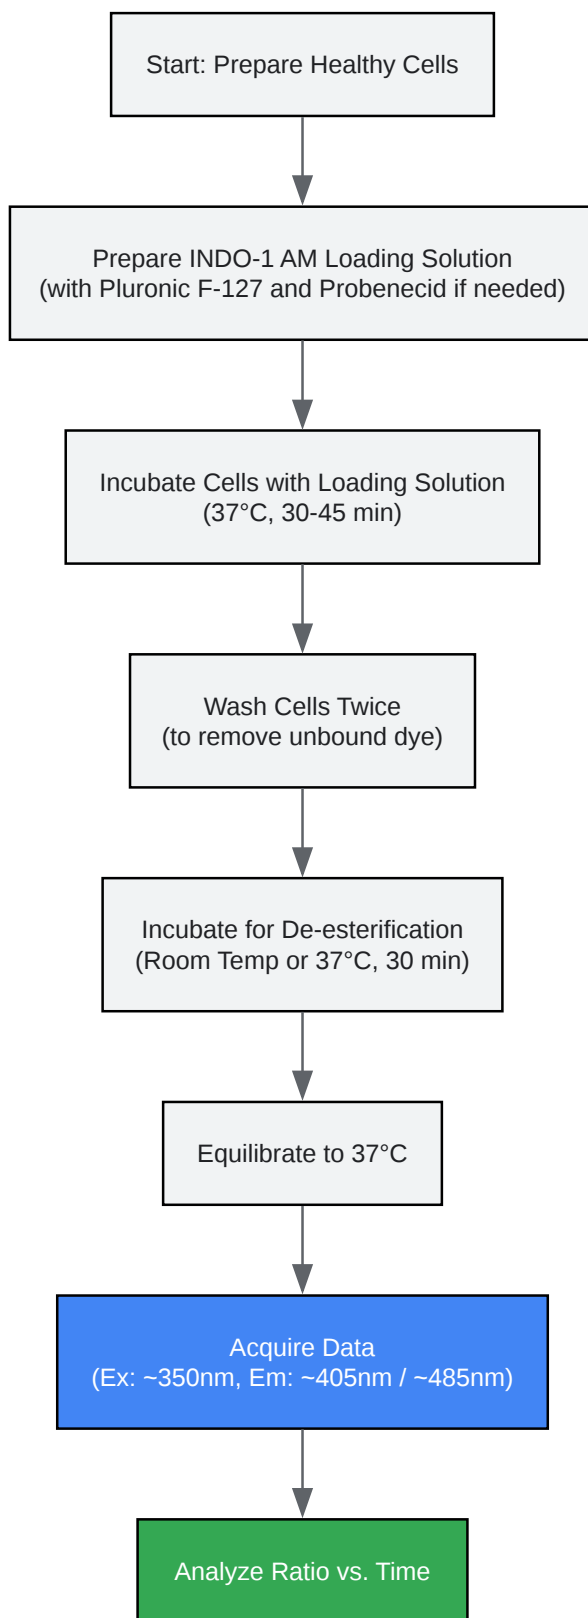 Start: Prepare Healthy Cells
Prepare INDO-1 AM Loading Solution
(with Pluronic F-127 and Probenecid if needed)
Incubate Cells with Loading Solution
(37°C, 30-45 min)
Wash Cells Twice
(to remove unbound dye)
Incubate for De-esterification
(Room Temp or 37°C, 30 min)
Equilibrate to 37°C
Acquire Data
(Ex: ~350nm, Em: ~405nm / ~485nm)
Analyze Ratio vs. Time